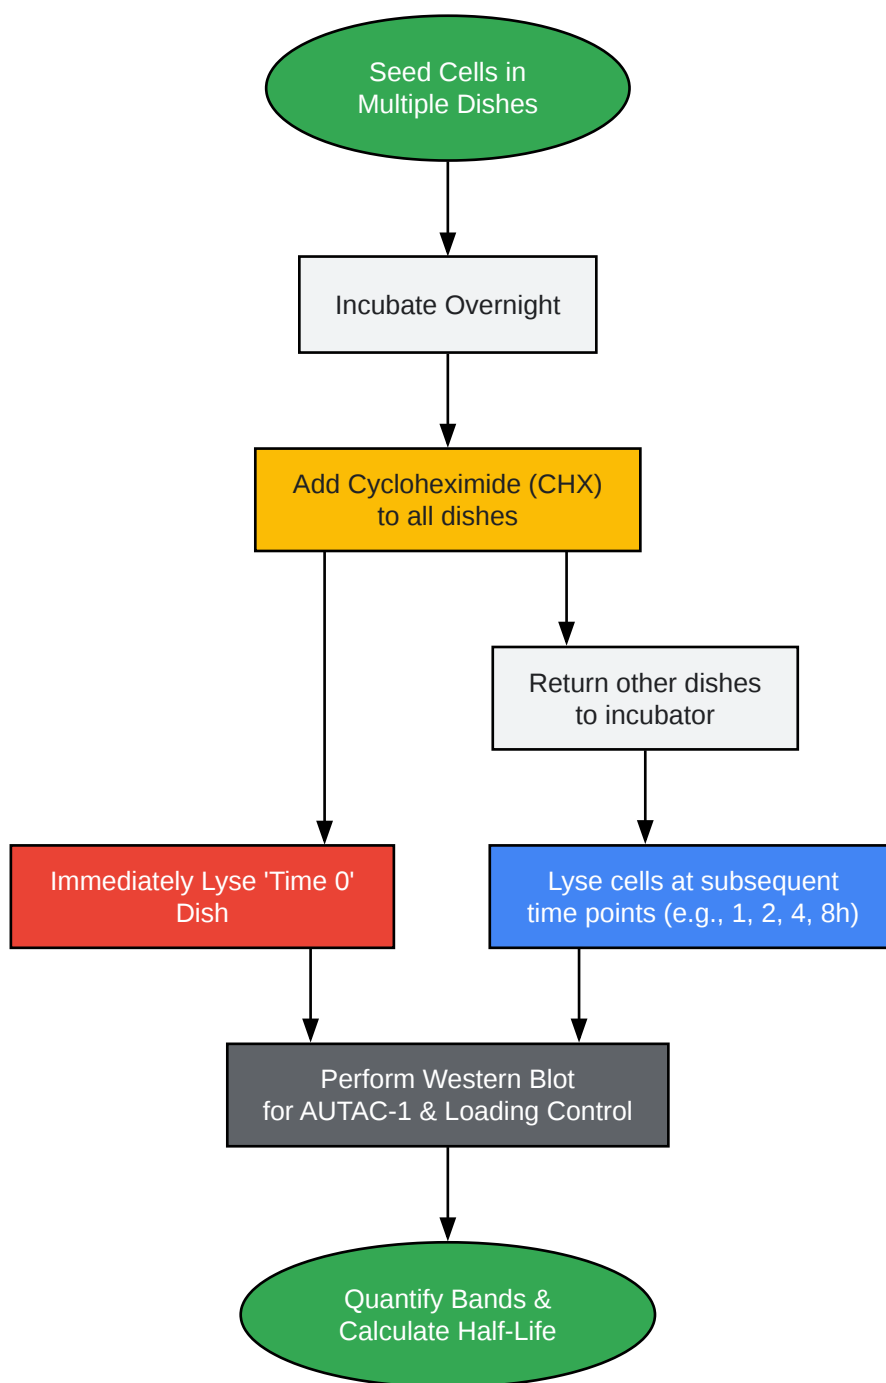 Seed Cells in
Multiple Dishes
Incubate Overnight
Add Cycloheximide (CHX)
to all dishes
Return other dishes
to incubator
Immediately Lyse 'Time 0'
Dish
Lyse cells at subsequent
time points (e.g., 1, 2, 4, 8h)
Perform Western Blot
for AUTAC-1 & Loading Control
Quantify Bands &
Calculate Half-Life